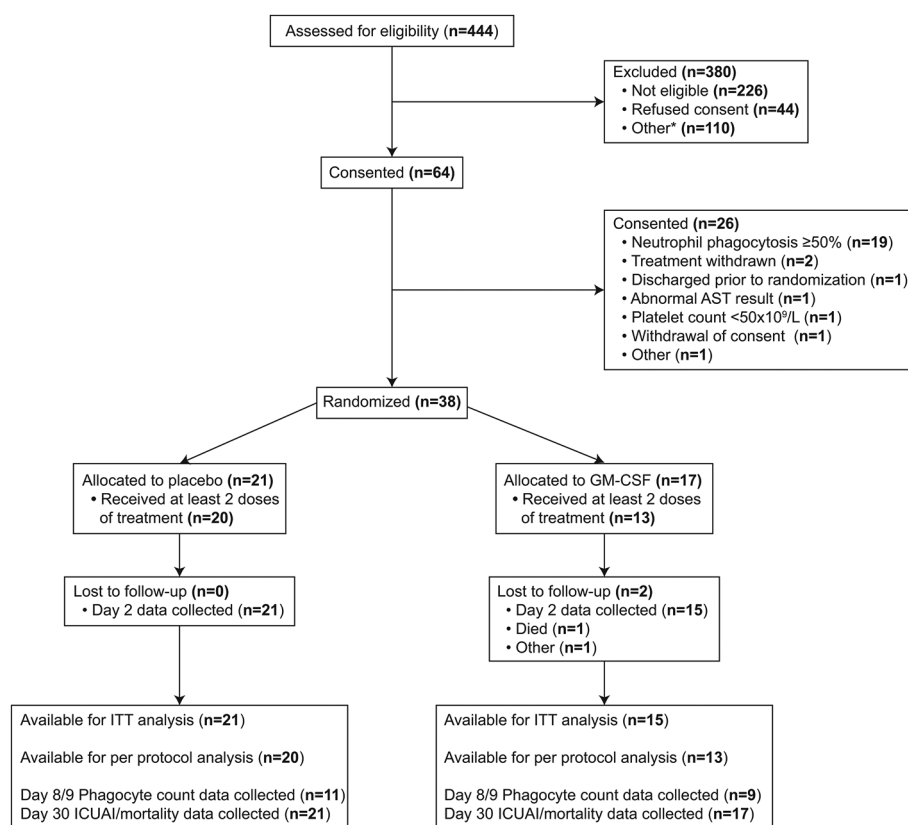 Assessed for eligibility (n=444)
Excluded (n=380)
• Not eligible (n=226)
• Refused consent (n=44)
• Other* (n=110)
Consented (n=64)
Consented (n=26)
• Neutrophil phagocytosis ≥50% (n=19)
• Treatment withdrawn (n=2)
• Discharged prior to randomization (n=1)
• Abnormal AST result (n=1)
• Platelet count <50x10⁹/L (n=1)
• Withdrawal of consent (n=1)
• Other (n=1)
Randomized (n=38)
Allocated to placebo (n=21)
• Received at least 2 doses
of treatment (n=20)
Allocated to GM-CSF (n=17)
• Received at least 2 doses
of treatment (n=13)
Lost to follow-up (n=0)
• Day 2 data collected (n=21)
Lost to follow-up (n=2)
• Day 2 data collected (n=15)
• Died (n=1)
• Other (n=1)
Available for ITT analysis (n=21)
Available for per protocol analysis (n=20)
Day 8/9 Phagocyte count data collected (n=11)
Day 30 ICUAI/mortality data collected (n=21)
Available for ITT analysis (n=15)
Available for per protocol analysis (n=13)
Day 8/9 Phagocyte count data collected (n=9)
Day 30 ICUAI/mortality data collected (n=17)